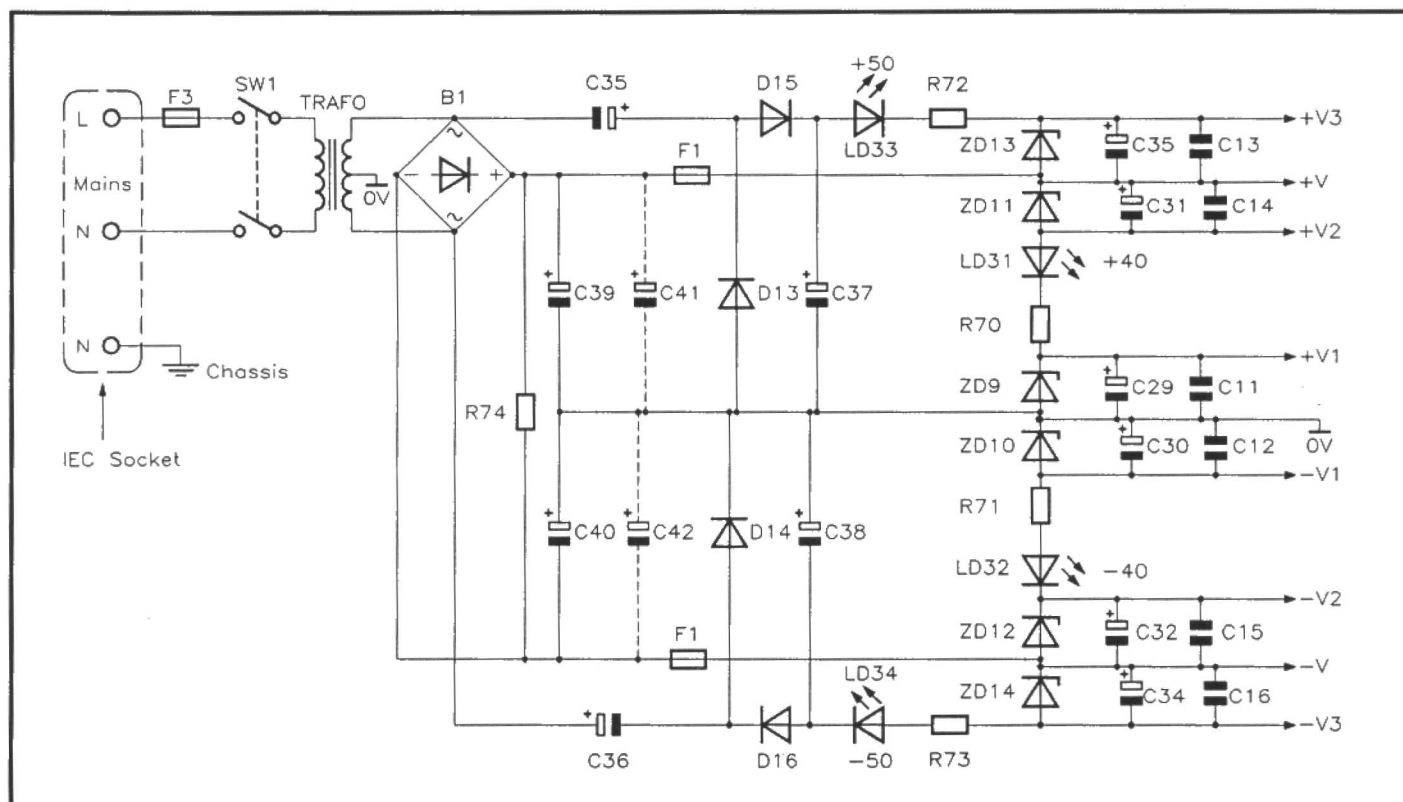 +50
C35
D15
R72
SW1
F3
TRAFO
B1
L
+V3
LD33
ZD13
C35
C13
F1
Mains
0V
- +
+V
ZD11
C31
C14
N
+V2
LD31
+40
C39
C41
D13
C37
R70
N
+V1
Chassis
ZD9
C29
C11
R74
IEC Socket
ZD10
C30
C12
0V
-V1
R71
C40
C42
D14
C38
LD32
-40
-V2
F1
ZD12
C32
C15
-V
LD34
ZD14
C34
C16
-V3
C36
D16
-50
R73